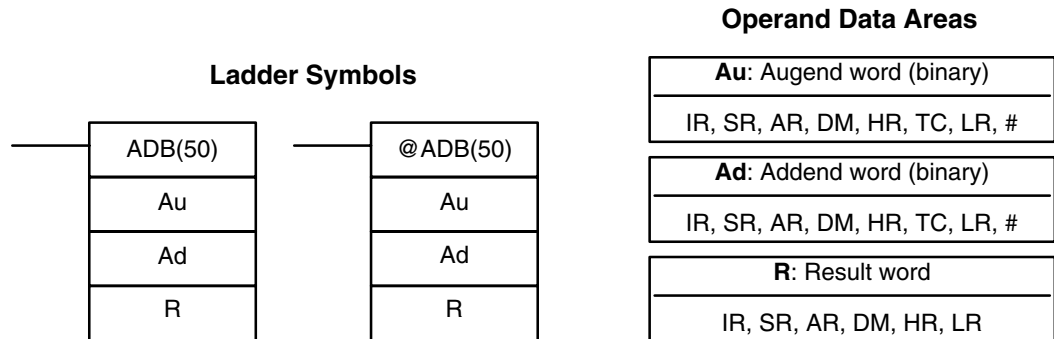 Ladder Symbols
ADB(50)
Au
Ad
R
@ADB(50)
Au
Ad
R
Operand Data Areas
Au: Augend word (binary)
IR, SR, AR, DM, HR, TC, LR, #
Ad: Addend word (binary)
IR, SR, AR, DM, HR, TC, LR, #
R: Result word
IR, SR, AR, DM, HR, LR